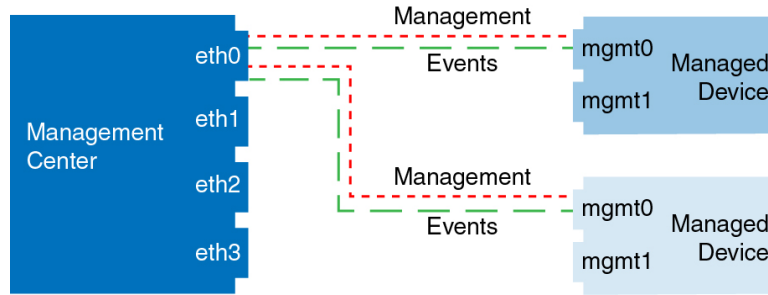 Management
eth0
Events
mgmt0
Managed
Device
mgmt1
eth1
Management
Center
eth2
Management
mgmt0
Managed
Device
Events
eth3
mgmt1